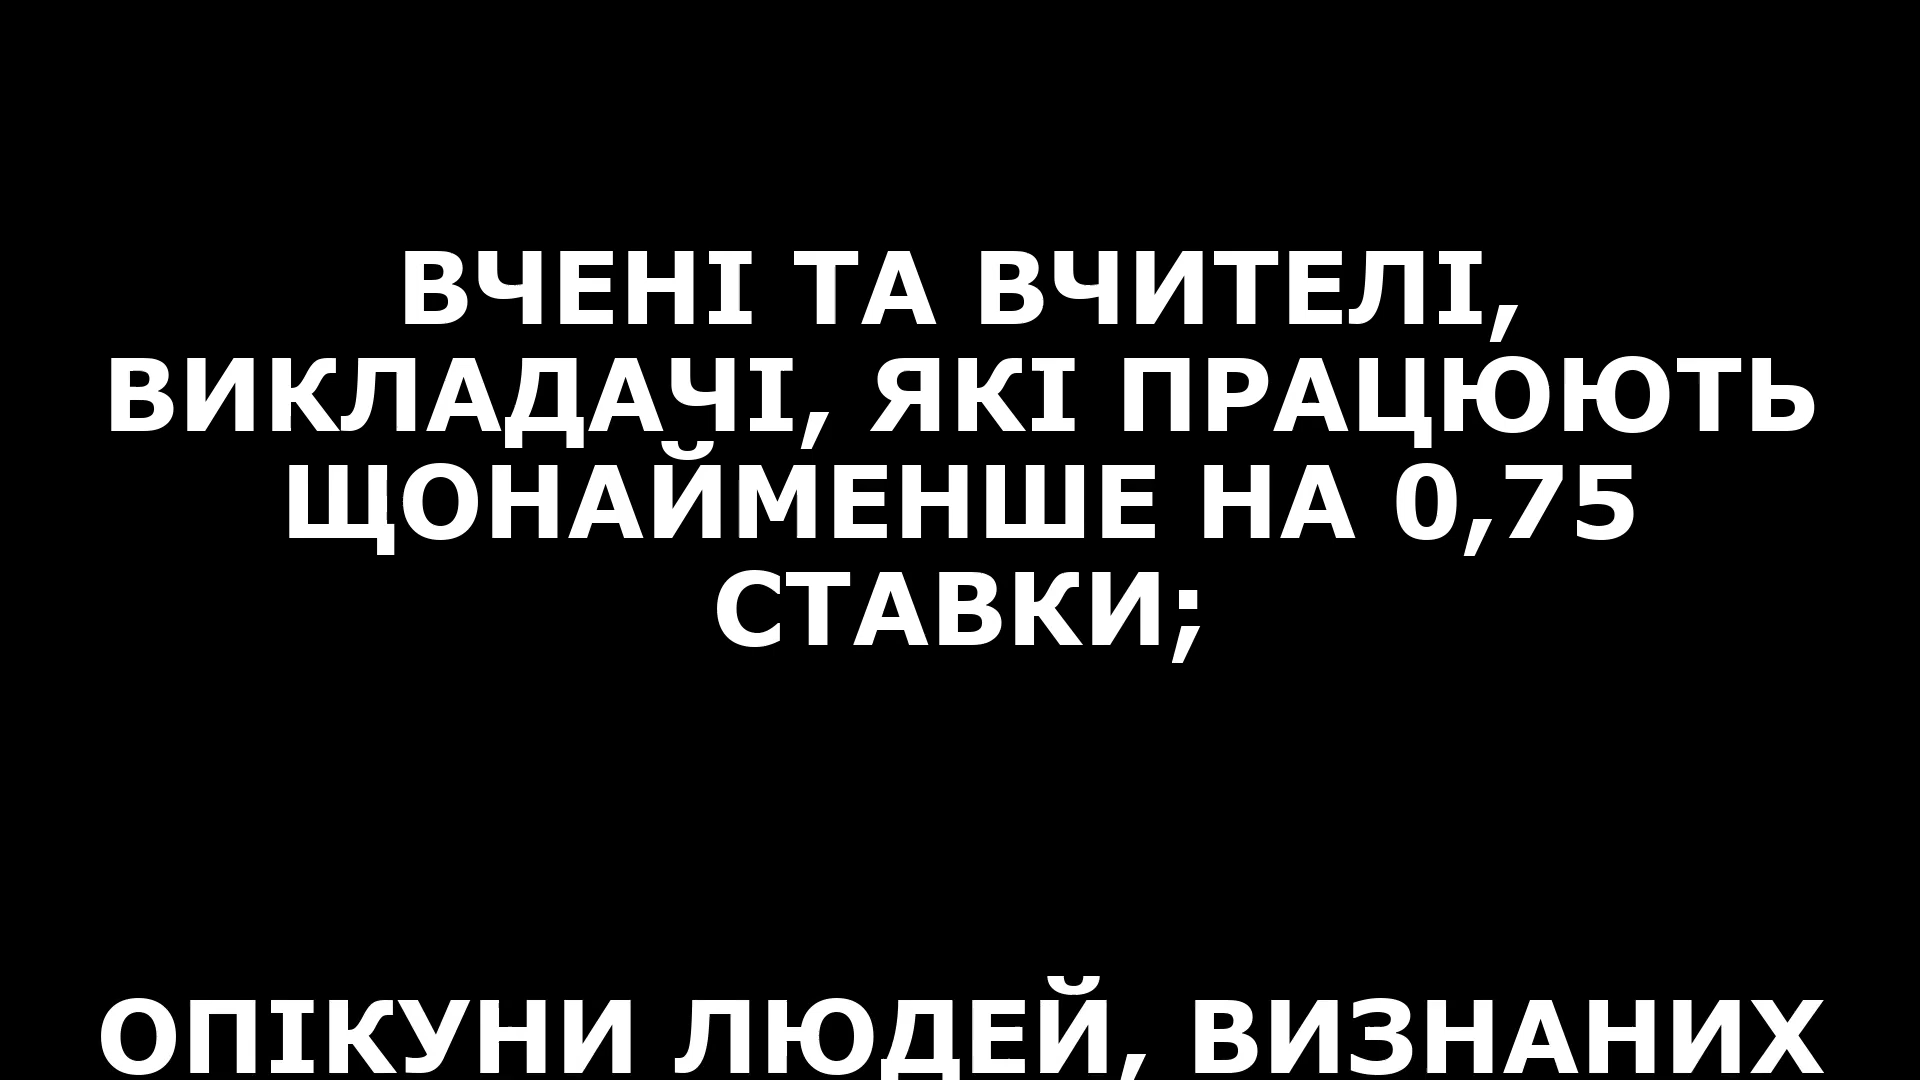 ВЧЕНІ ТА ВЧИТЕЛІ,
ВИКЛАДАЧІ, ЯКІ ПРАЦЮЮТЬ
ЩОНАЙМЕНШЕ НА 0,75
СТАВКИ;
ОПІКУНИ ЛЮДЕЙ, ВИЗНАНИХ